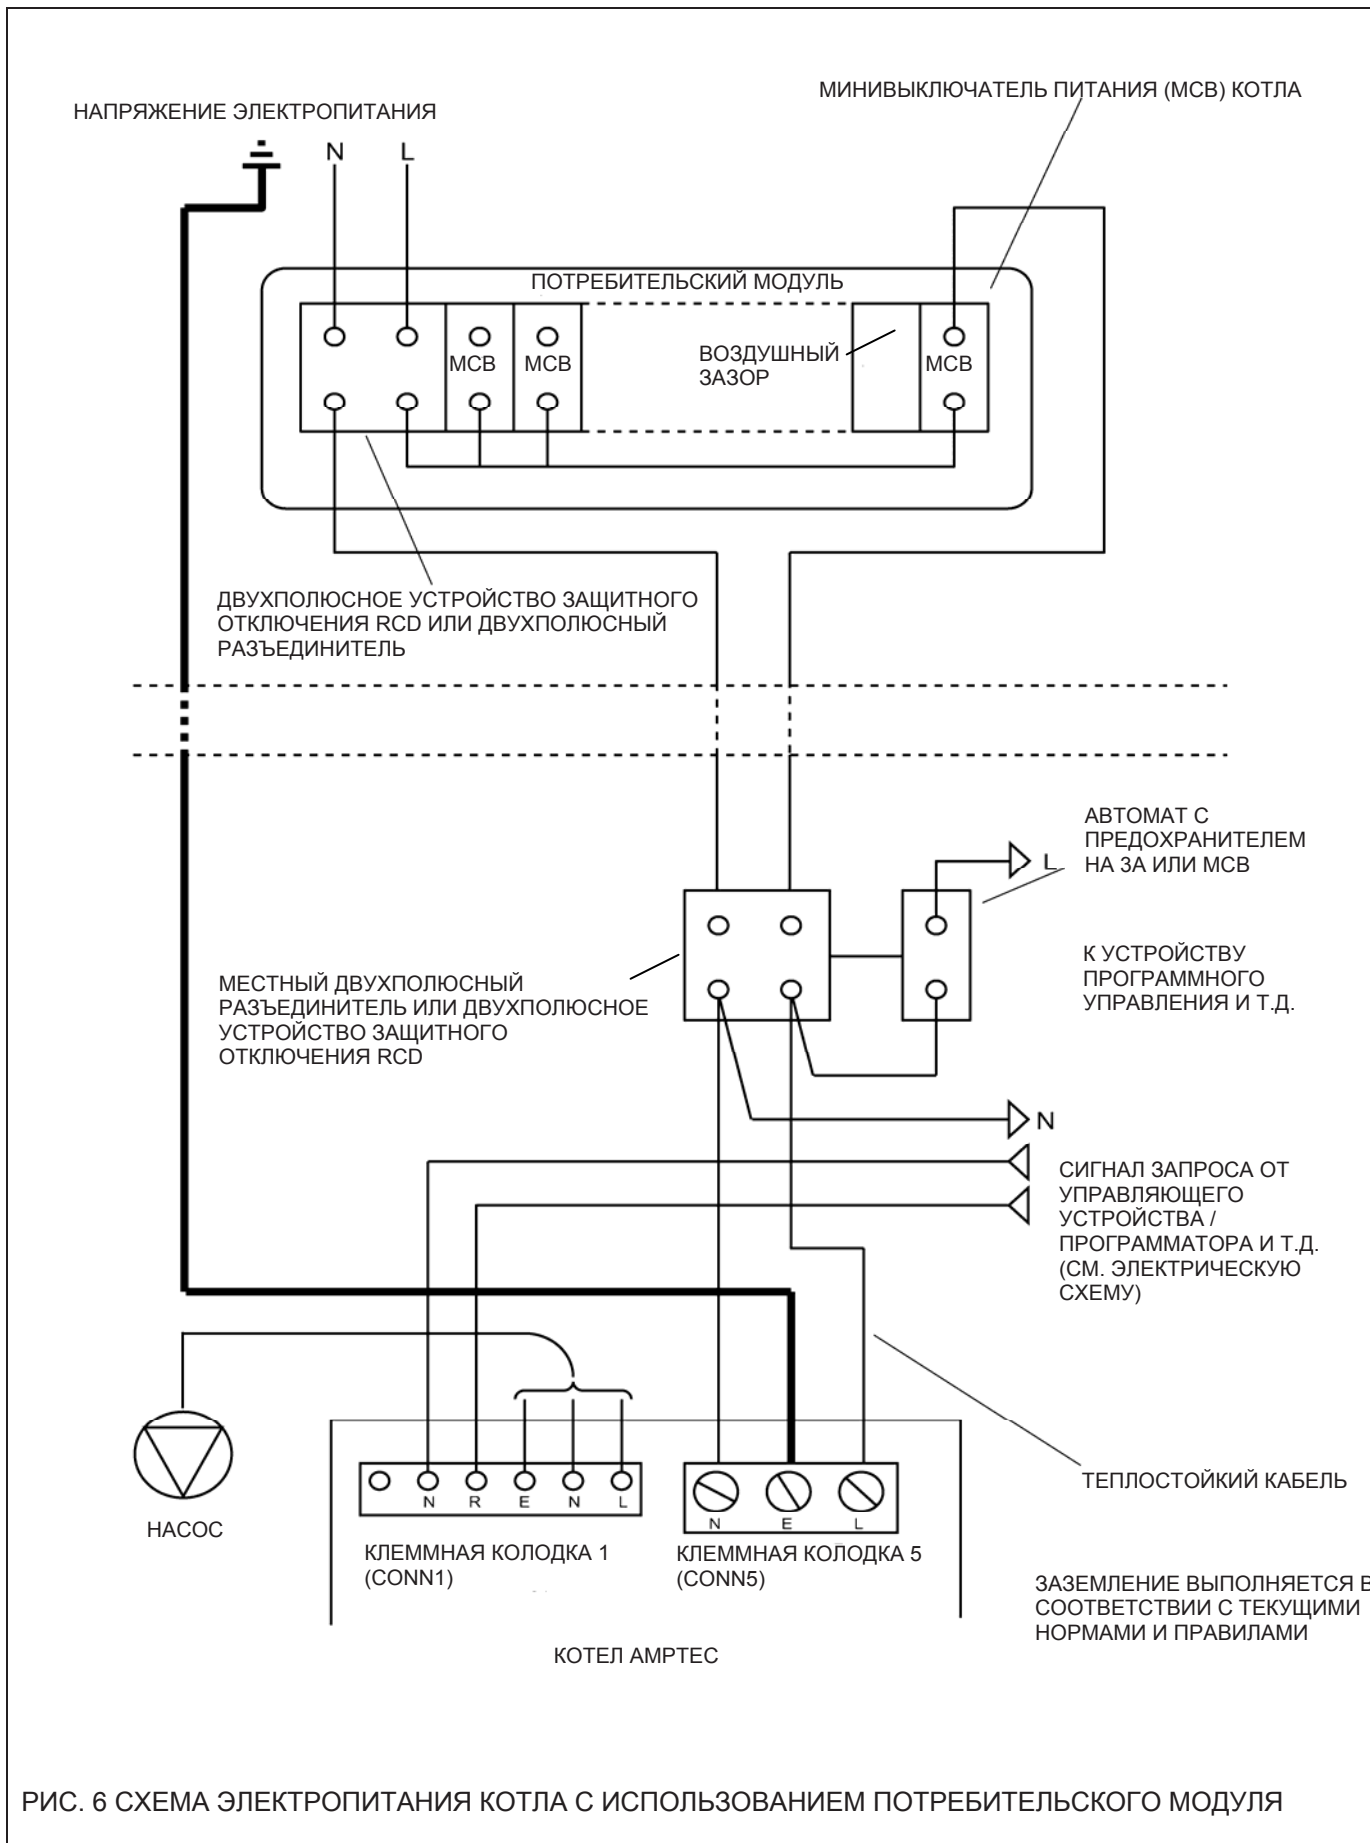 МИНИВЫКЛЮЧАТЕЛЬ ПИТАНИЯ (МСВ) КОТЛА
НАПРЯЖЕНИЕ ЭЛЕКТРОПИТАНИЯ
N
L
ПОТРЕБИТЕЛЬСКИЙ МОДУЛЬ
МСВ
МСВ
ВОЗДУШНЫЙ
ЗАЗОР
МСВ
ДВУХПОЛЮСНОЕ УСТРОЙСТВО ЗАЩИТНОГО
ОТКЛЮЧЕНИЯ RCD ИЛИ ДВУХПОЛЮСНЫЙ
РАЗЪЕДИНИТЕЛЬ
АВТОМАТ С
ПРЕДОХРАНИТЕЛЕМ
НА 3А ИЛИ МСВ
L
К УСТРОЙСТВУ
ПРОГРАММНОГО
УПРАВЛЕНИЯ И Т.Д.
МЕСТНЫЙ ДВУХПОЛЮСНЫЙ
РАЗЪЕДИНИТЕЛЬ ИЛИ ДВУХПОЛЮСНОЕ
УСТРОЙСТВО ЗАЩИТНОГО
ОТКЛЮЧЕНИЯ RCD
N
СИГНАЛ ЗАПРОСА ОТ
УПРАВЛЯЮЩЕГО
УСТРОЙСТВА /
ПРОГРАММАТОРА И Т.Д.
(СМ. ЭЛЕКТРИЧЕСКУЮ
СХЕМУ)
ТЕПЛОСТОЙКИЙ КАБЕЛЬ
N R E N L
N E L
НАСОС
КЛЕММНАЯ КОЛОДКА 1
(CONN1)
КЛЕММНАЯ КОЛОДКА 5
(CONN5)
ЗАЗЕМЛЕНИЕ ВЫПОЛНЯЕТСЯ В
СООТВЕТСТВИИ С ТЕКУЩИМИ
НОРМАМИ И ПРАВИЛАМИ
КОТЕЛ АМРТЕС
РИС. 6 СХЕМА ЭЛЕКТРОПИТАНИЯ КОТЛА С ИСПОЛЬЗОВАНИЕМ ПОТРЕБИТЕЛЬСКОГО МОДУЛЯ